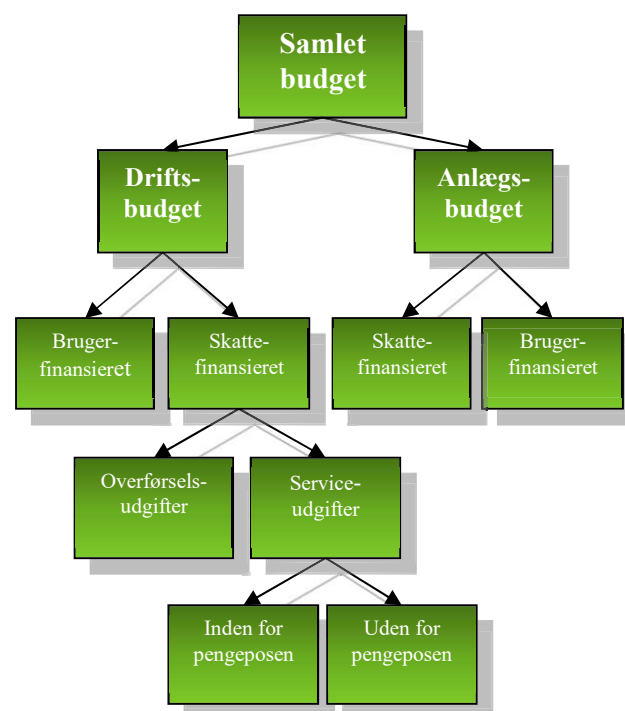 Samlet
budget
Drifts-
budget
Anlægs-
budget
Bruger-
finansieret
Skatte-
finansieret
Skatte-
finansieret
Bruger-
finansieret
Overførsels-
udgifter
Service-
udgifter
Inden for
pengeposen
Uden for
pengeposen